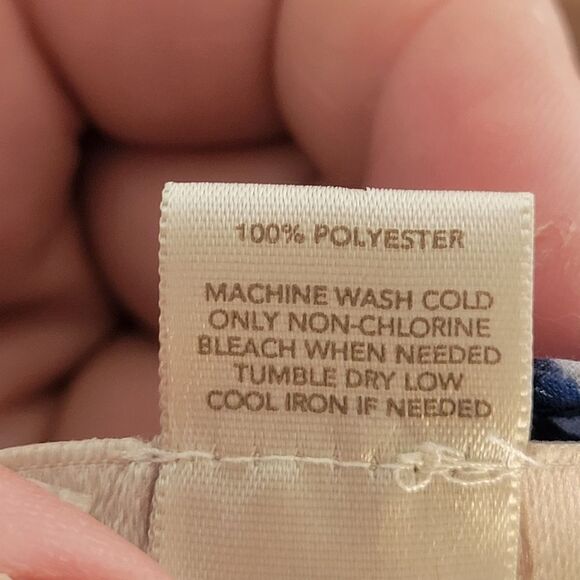 100% POLYESTER
MACHINE WASH COLD
ONLY NON-CHLORINE
BLEACH WHEN NEEDED
TUMBLE DRY LOW
COOL IRON IF NEEDED